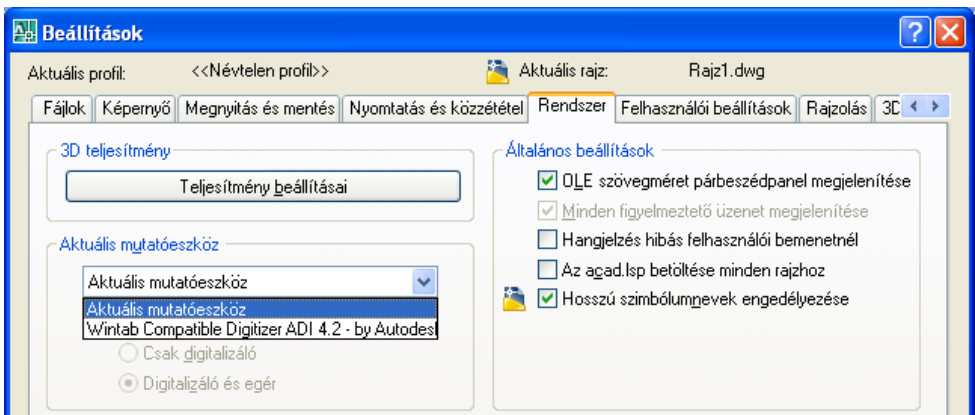 Beállítások
Aktuális profil: <<Névtelen profil>> Aktuális rajz: Rajz1.dwg
Fájlok Képernyő Megnyitás és mentés Nyomtatás és közzététel Rendszer Felhasználói beállítások Rajzolás 3D
3D teljesítmény
Teljesítmény beállításai
Aktuális mutatóeszköz
Aktuális mutatóeszköz
Aktuális mutatóeszköz
Wintab Compatible Digitizer ADI 4.2 - by Autodesl
Csak digitalizáló
Digitalizáló és egér
Általános beállítások
OLE szövegméret párbeszédpanel megjelenítése
Minden figyelmeztető üzenet megjelenítése
Hangjelzés hibás felhasználói bemenetnél
Az acad.lsp betöltése minden rajzhoz
Hosszú szimbólumnevek engedélyezése